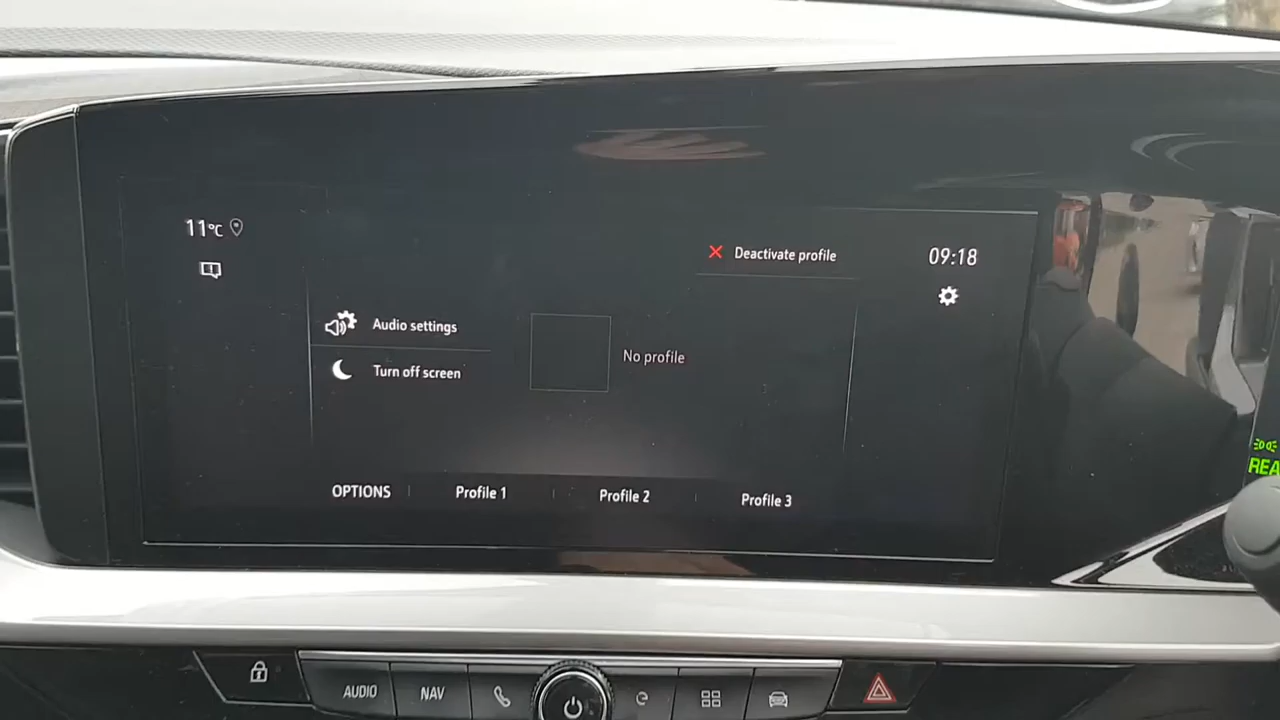 11°C
09:18
Deactivate profile
Audio settings
No profile
Turn off screen
OPTIONS
Profile 1
Profile 2
Profile 3
REA
AUDIO
NAV